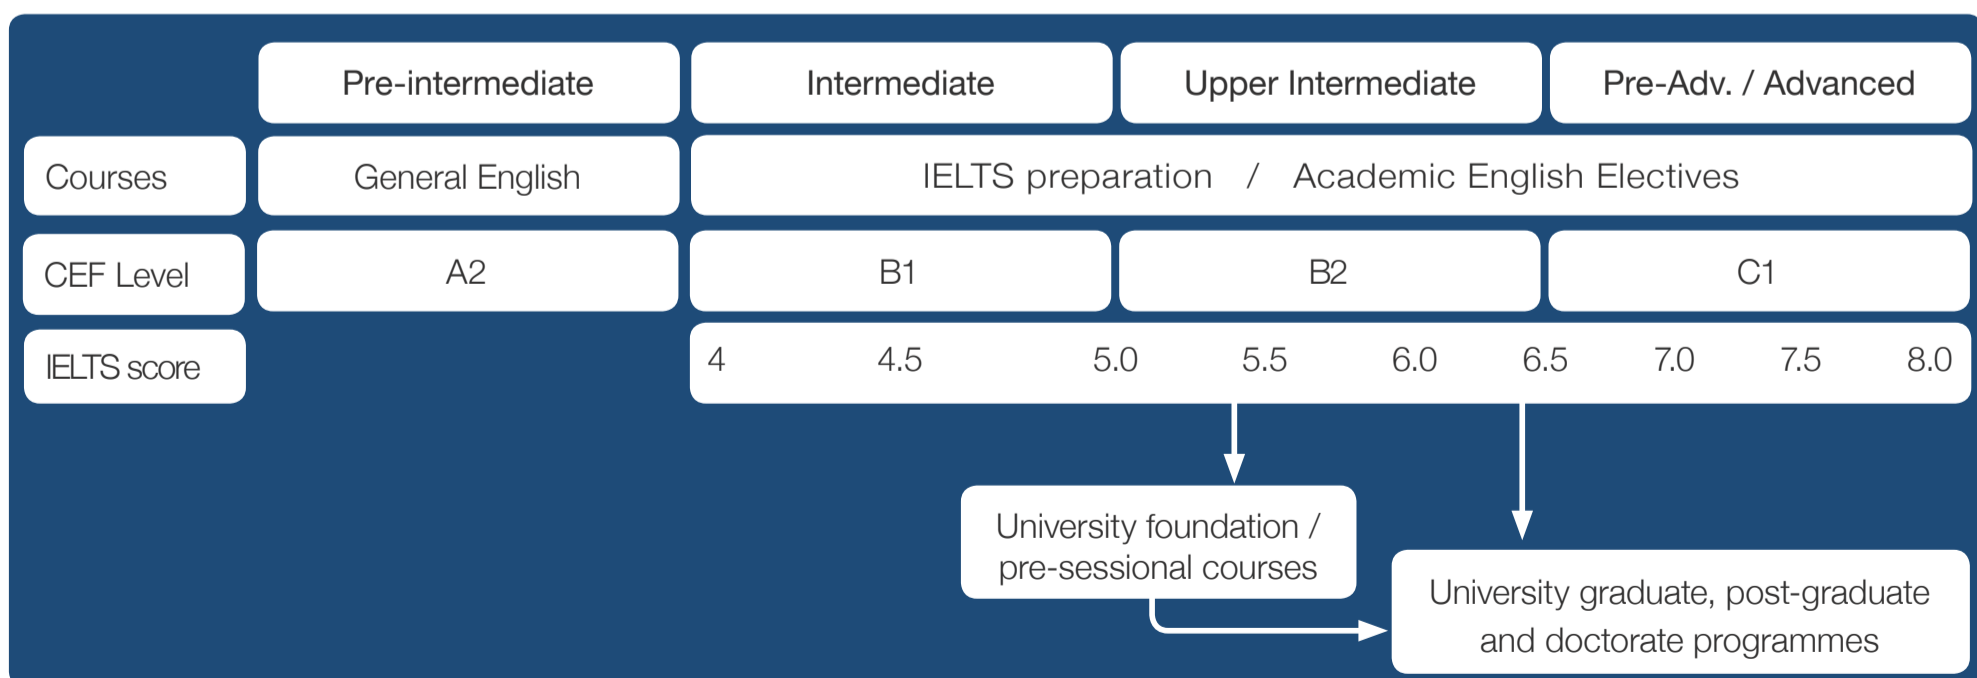 Pre-intermediate Intermediate Upper Intermediate Pre-Adv. / Advanced
Courses General English IELTS preparation / Academic English Electives
CEF Level A2 B1 B2 C1
IELTS score 4 4.5 5.0 5.5 6.0 6.5 7.0 7.5 8.0
University foundation /
pre-sessional courses
University graduate, post-graduate
and doctorate programmes